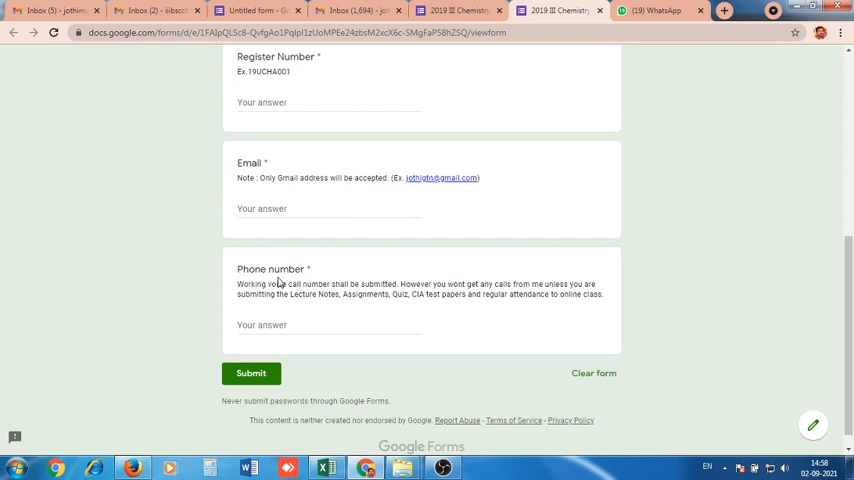 Inbox (5) - jothimu
Inbox (2) - iiibscch
Untitled form - Go
Inbox (1,694) - jot
2019 III Chemistry
2019 III Chemistry
(19) WhatsApp
docs.google.com/forms/d/e/1FAIpQLSc8-QvfgAo1PqIpl1zUoMPEe24zbsM2xcX6c-SMgFaP58hZSQ/viewform
Register Number *
Ex.19UCHA001
Your answer
Email *
Note : Only Gmail address will be accepted. (Ex. jothigtn@gmail.com)
Your answer
Phone number *
Working voice call number shall be submitted. However you wont get any calls from me unless you are
submitting the Lecture Notes, Assignments, Quiz, CIA test papers and regular attendance to online class.
Your answer
Submit
Clear form
Never submit passwords through Google Forms.
This content is neither created nor endorsed by Google. Report Abuse - Terms of Service - Privacy Policy
Google Forms
EN
14:58
02-09-2021